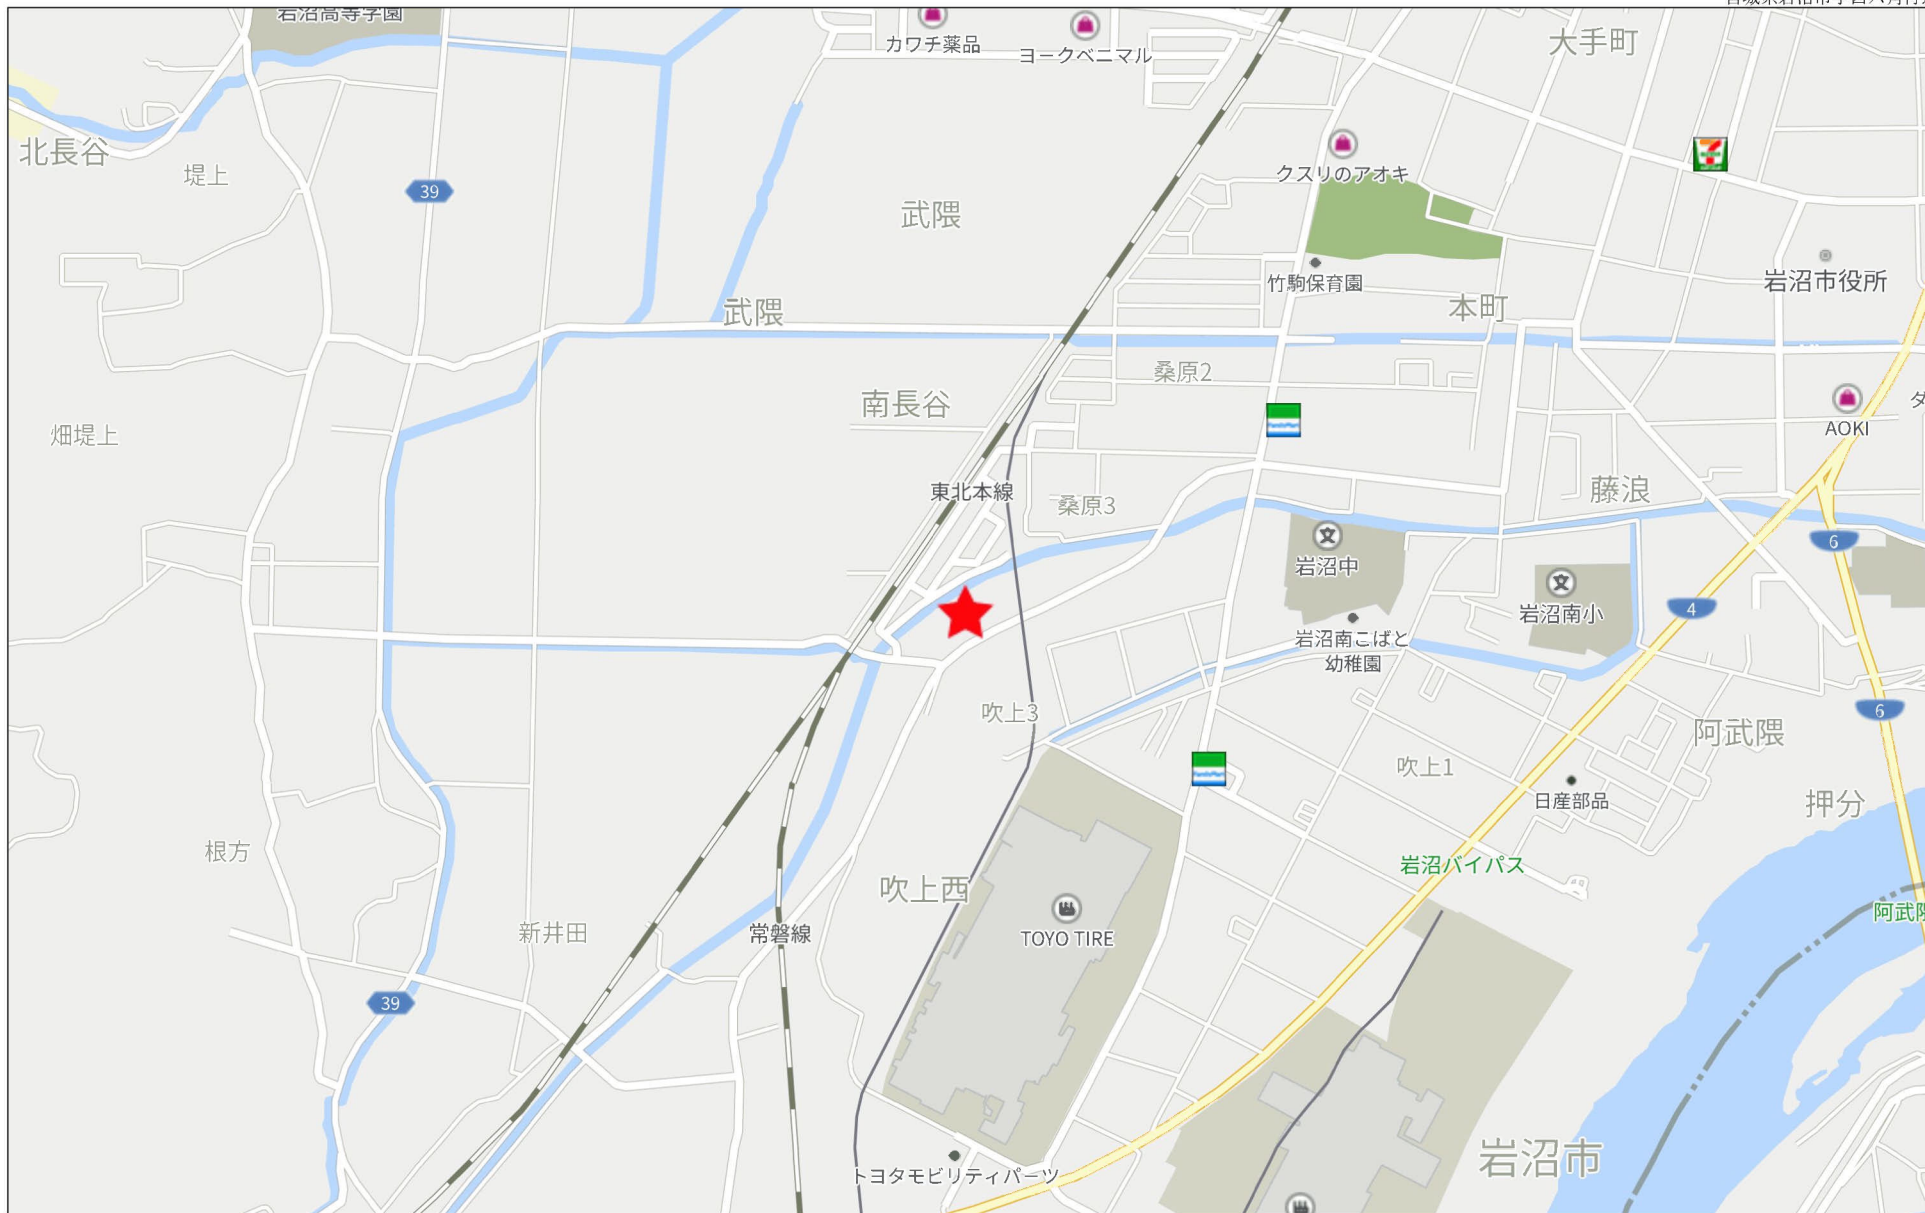 岩沼高等学園
カワチ薬品
ヨークベニマル
大手町
北長谷
堤上
39
武隈
クスリのアオキ
竹駒保育園
岩沼市役所
本町
武隈
桑原2
南長谷
畑堤上
AOKI
東北本線
桑原3
藤浪
6
岩沼中
岩沼南小
4
岩沼南こばと
幼稚園
吹上3
6
阿武隈
吹上1
日産部品
押分
根方
岩沼バイパス
吹上西
新井田
常磐線
TOYO TIRE
39
岩沼市
トヨタモビリティパーツ